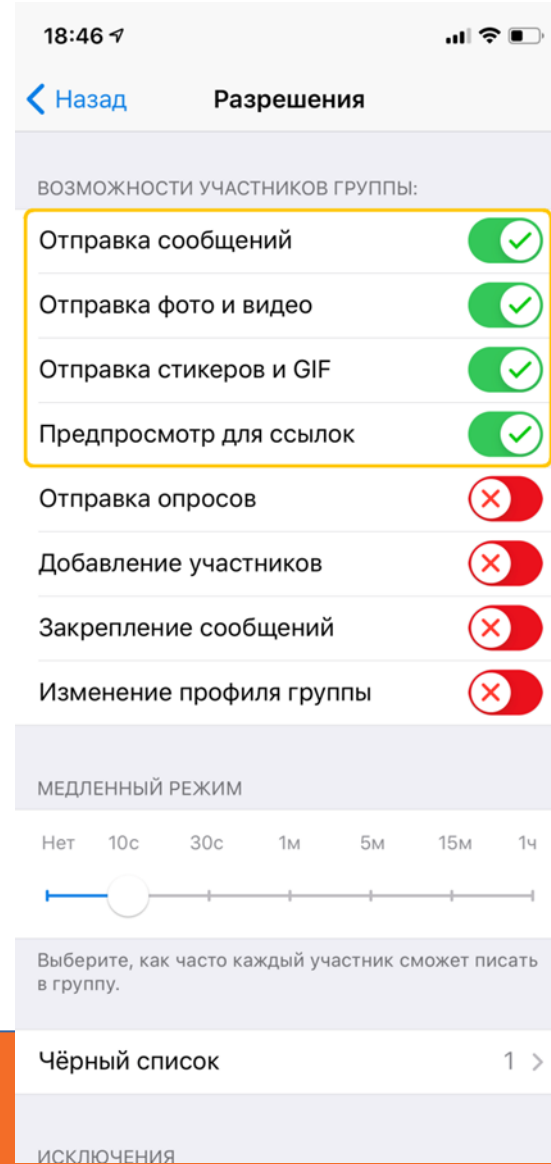 18:46
Назад
Разрешения
ВОЗМОЖНОСТИ УЧАСТНИКОВ ГРУППЫ:
Отправка сообщений
Отправка фото и видео
Отправка стикеров и GIF
Предпросмотр для ссылок
Отправка опросов
Добавление участников
Закрепление сообщений
Изменение профиля группы
МЕДЛЕННЫЙ РЕЖИМ
Нет 10с 30с 1м 5м 15м 1ч
Выберите, как часто каждый участник сможет писать
в группу.
Чёрный список 1
ИСКЛЮЧЕНИЯ